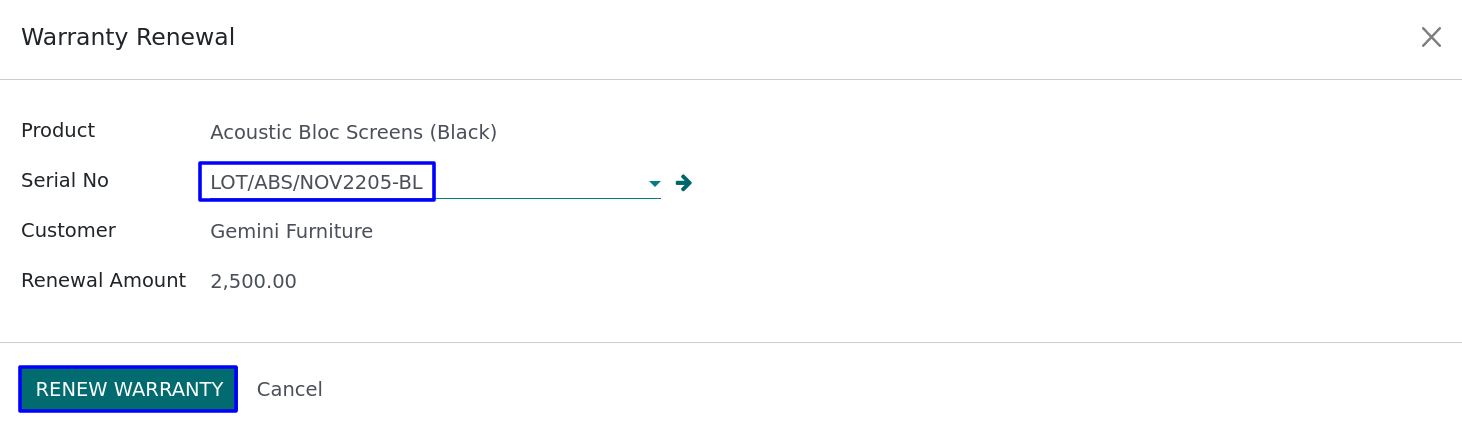 Warranty Renewal
Product Acoustic Bloc Screens (Black)
Serial No LOT/ABS/NOV2205-BL
Customer Gemini Furniture
Renewal Amount 2,500.00
RENEW WARRANTY Cancel